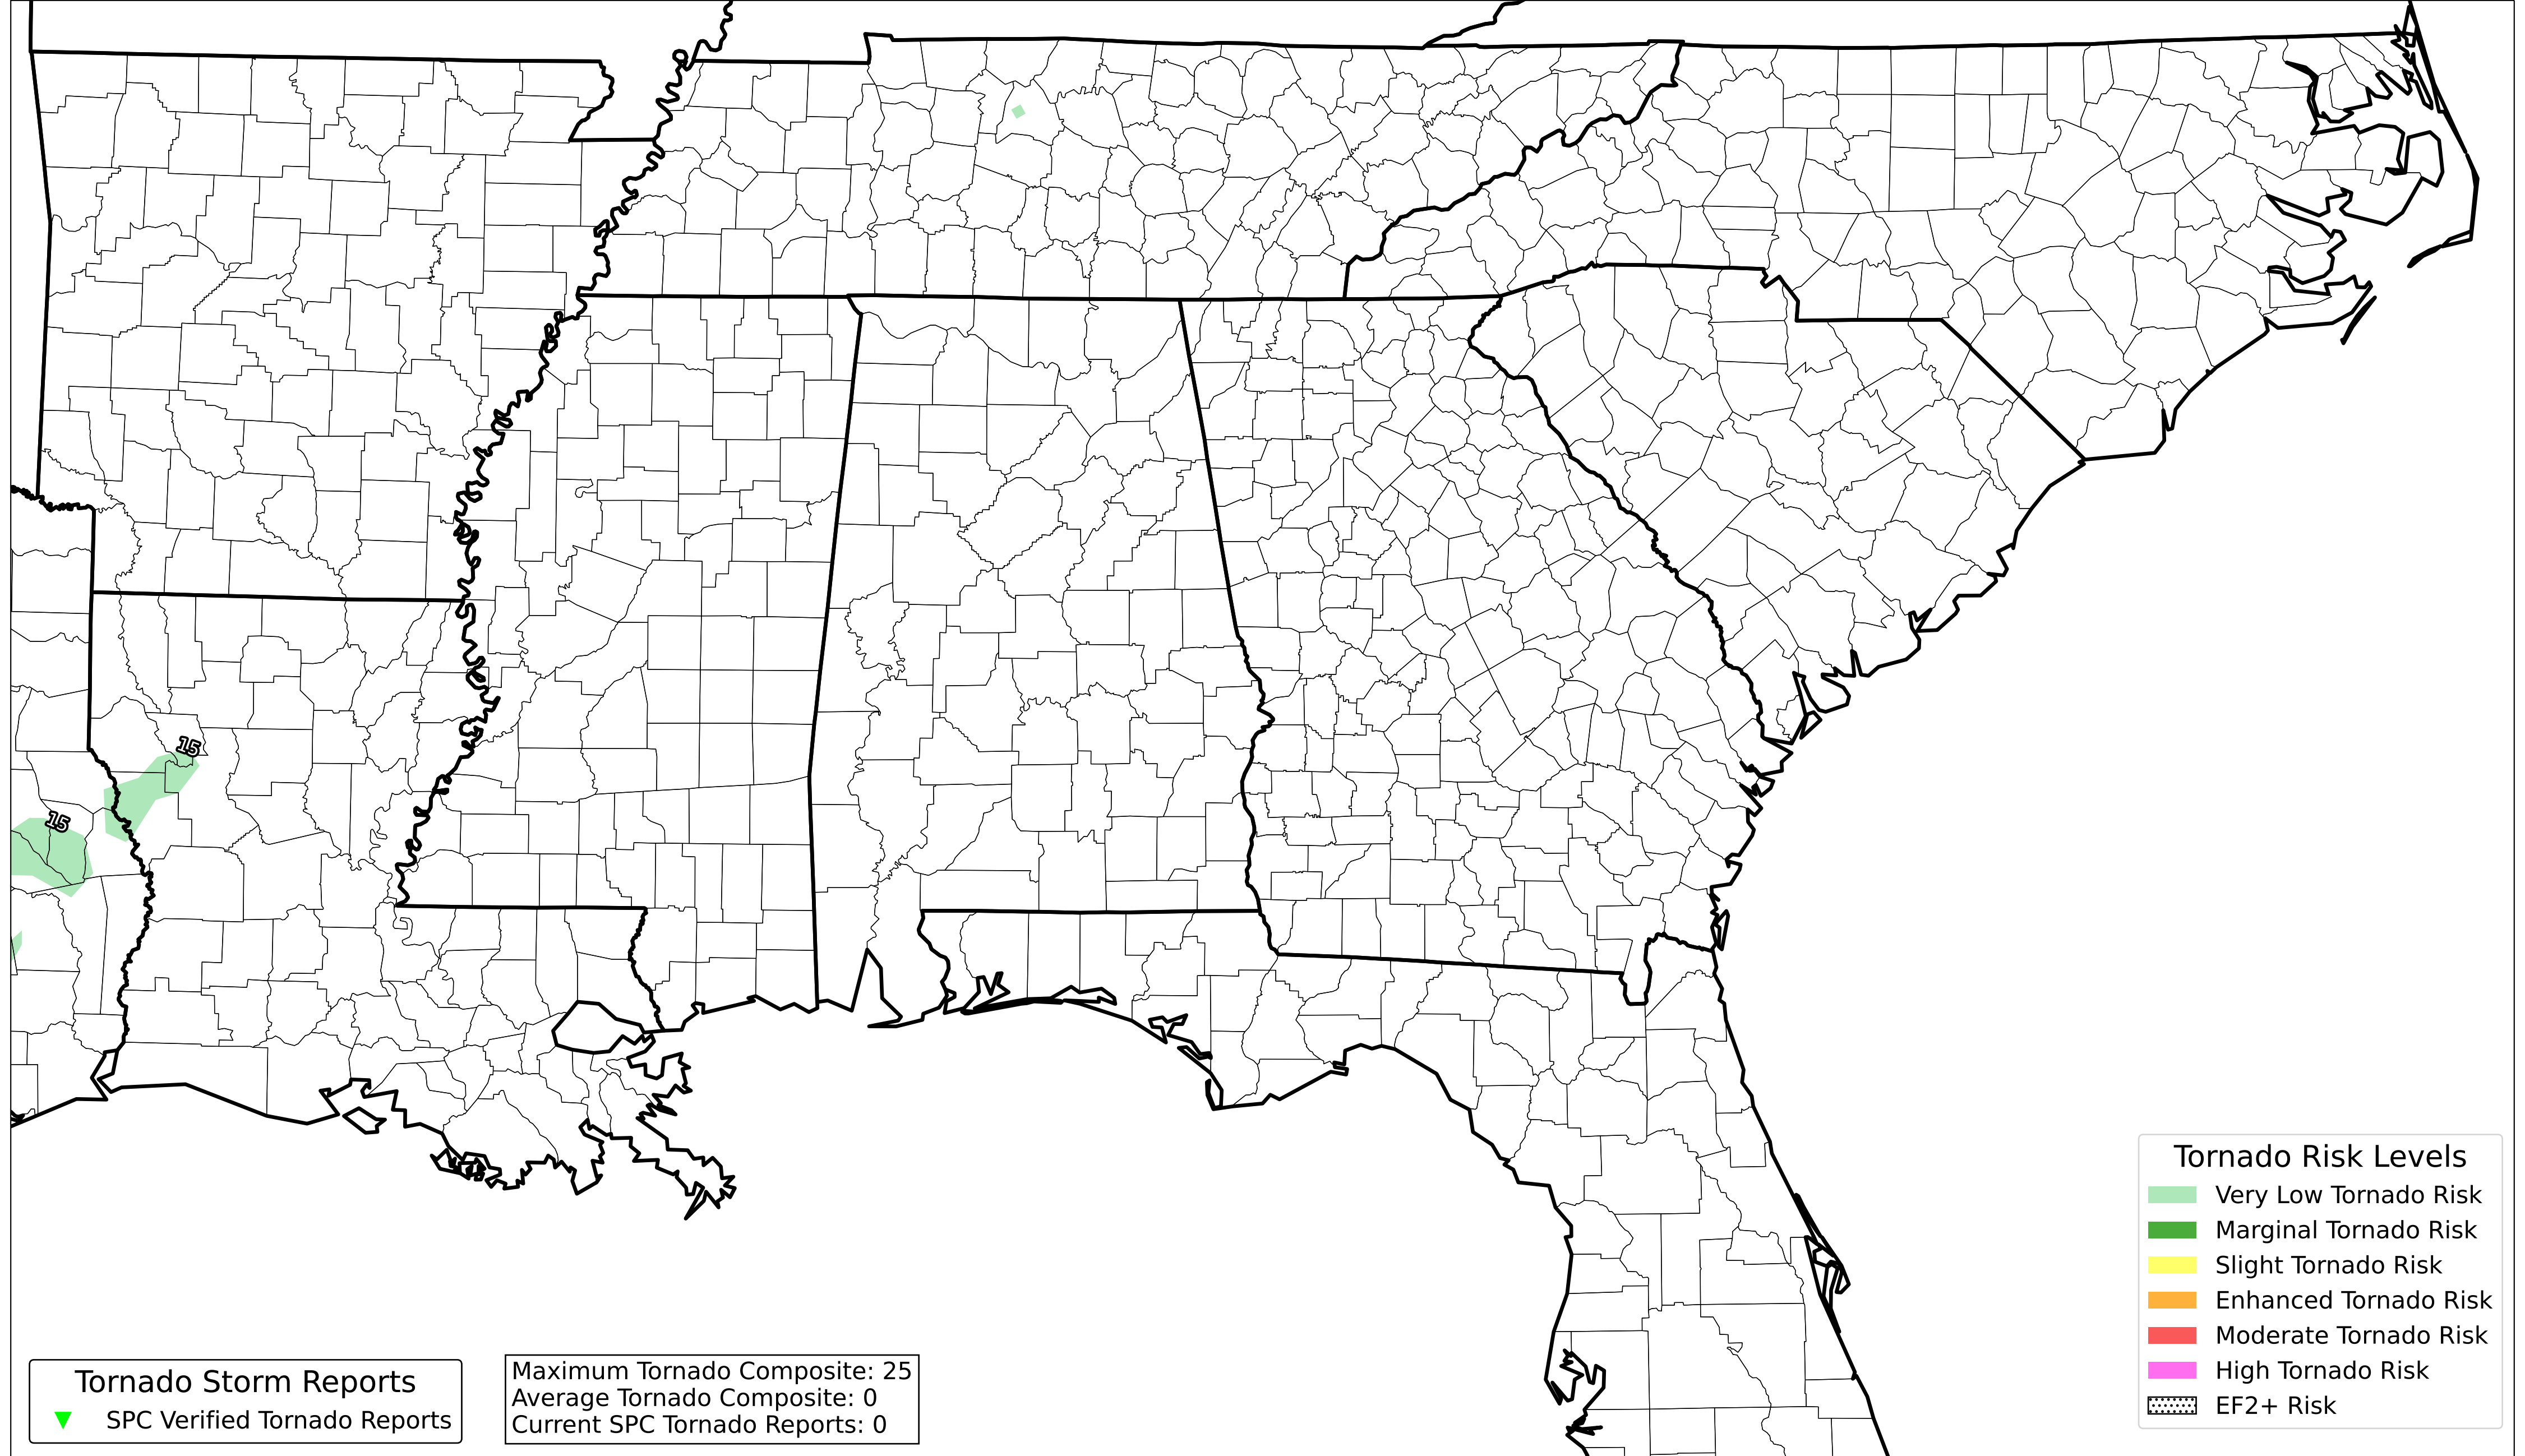 15
15
Tornado Storm Reports
SPC Verified Tornado Reports
Maximum Tornado Composite: 25
Average Tornado Composite: 0
Current SPC Tornado Reports: 0
Tornado Risk Levels
Very Low Tornado Risk
Marginal Tornado Risk
Slight Tornado Risk
Enhanced Tornado Risk
Moderate Tornado Risk
High Tornado Risk
EF2+ Risk